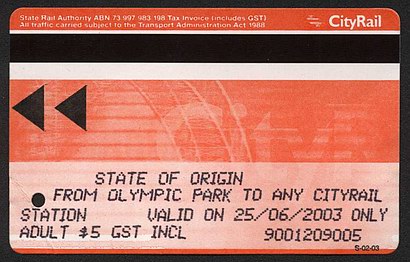 State Rail Authority ABN 73 997 983 198 Tax Invoice (includes GST)
All traffic carried subject to the Transport Administration Act 1988
CityRail
STATE OF ORIGIN
FROM OLYMPIC PARK TO ANY CITYRAIL
STATION VALID ON 25/06/2003 ONLY
ADULT $5 GST INCL 9001209005
S-02-03